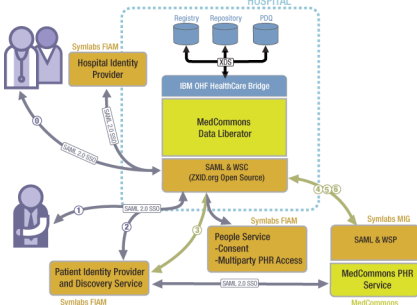 HOSPITAL
Registry
Repository
PDQ
XDS
Symlabs FIAM
Hospital Identity
Provider
IBM OHF HealthCare Bridge
MedCommons
Data Liberator
SAML 2.0 SSO
SAML 2.0 SSO
0
SAML & WSC
(ZXID.org Open Source)
4 5 6
1
SAML 2.0 SSO
2
3
Symlabs FIAM
People Service
-Consent
-Multiparty PHR Access
Symlabs MIG
SAML & WSP
Patient Identity Provider
and Discovery Service
SAML 2.0 SSO
MedCommons PHR
Service
Symlabs FIAM
MedCommons